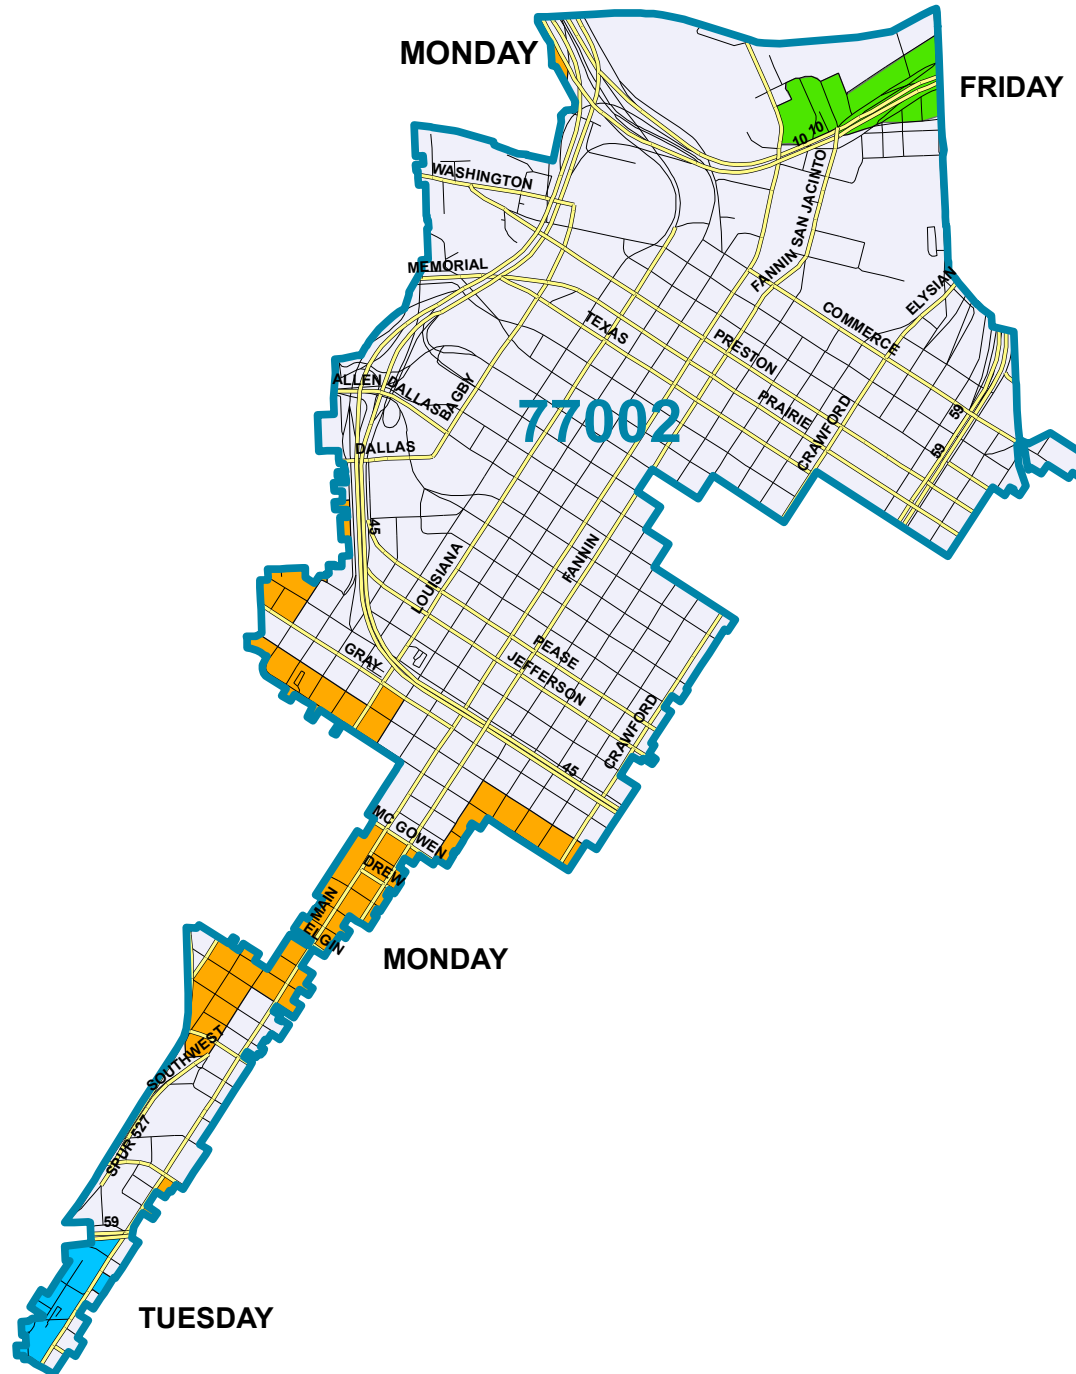 MONDAY
FRIDAY
10 10
WASHINGTON
FANNIN
SAN JACINTO
MEMORIAL
ELYSIAN
COMMERCE
TEXAS
PRESTON
ALLEN
DALLAS
BAGBY
PRAIRIE
77002
CRAWFORD
59
59
DALLAS
45
LOUISIANA
FANNIN
PEASE
JEFFERSON
GRAY
CRAWFORD
45
MC GOWEN
DREW
MAIN
ELGIN
MONDAY
SOUTHWEST
SPUR 527
59
TUESDAY